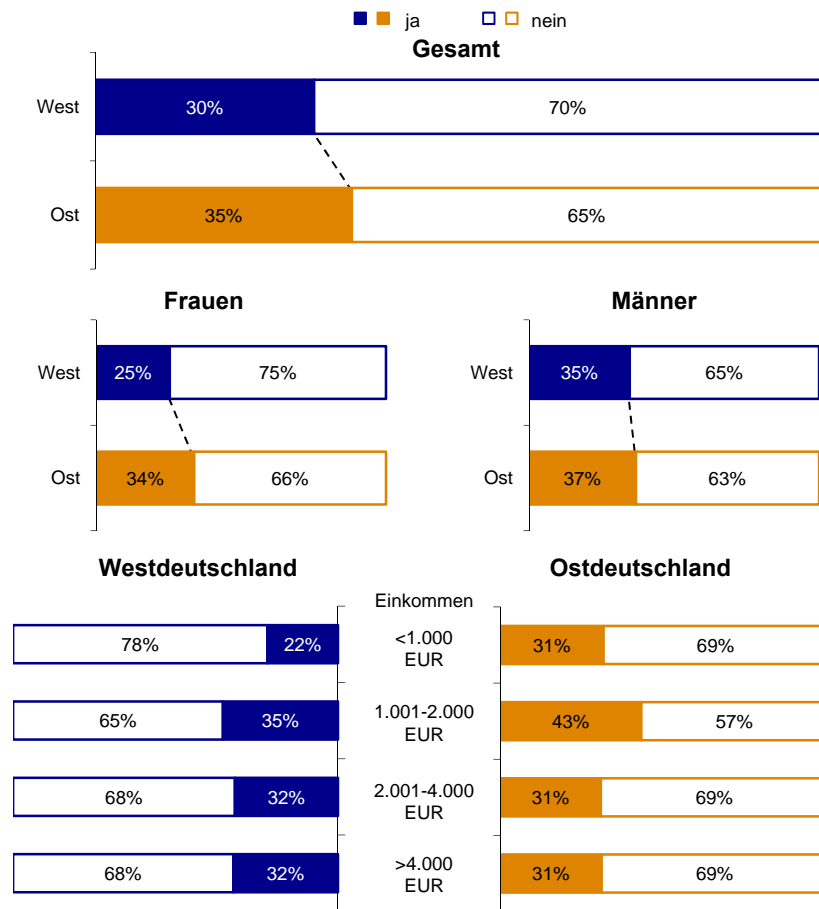 ja nein
Gesamt
West 30% 70%
Ost 35% 65%
Frauen Männer
West 25% 75% West 35% 65%
Ost 34% 66% Ost 37% 63%
Westdeutschland Ostdeutschland
Einkommen
78% 22% <1.000 31% 69%
EUR
65% 35% 1.001-2.000 43% 57%
EUR
68% 32% 2.001-4.000 31% 69%
EUR
68% 32% >4.000 31% 69%
EUR